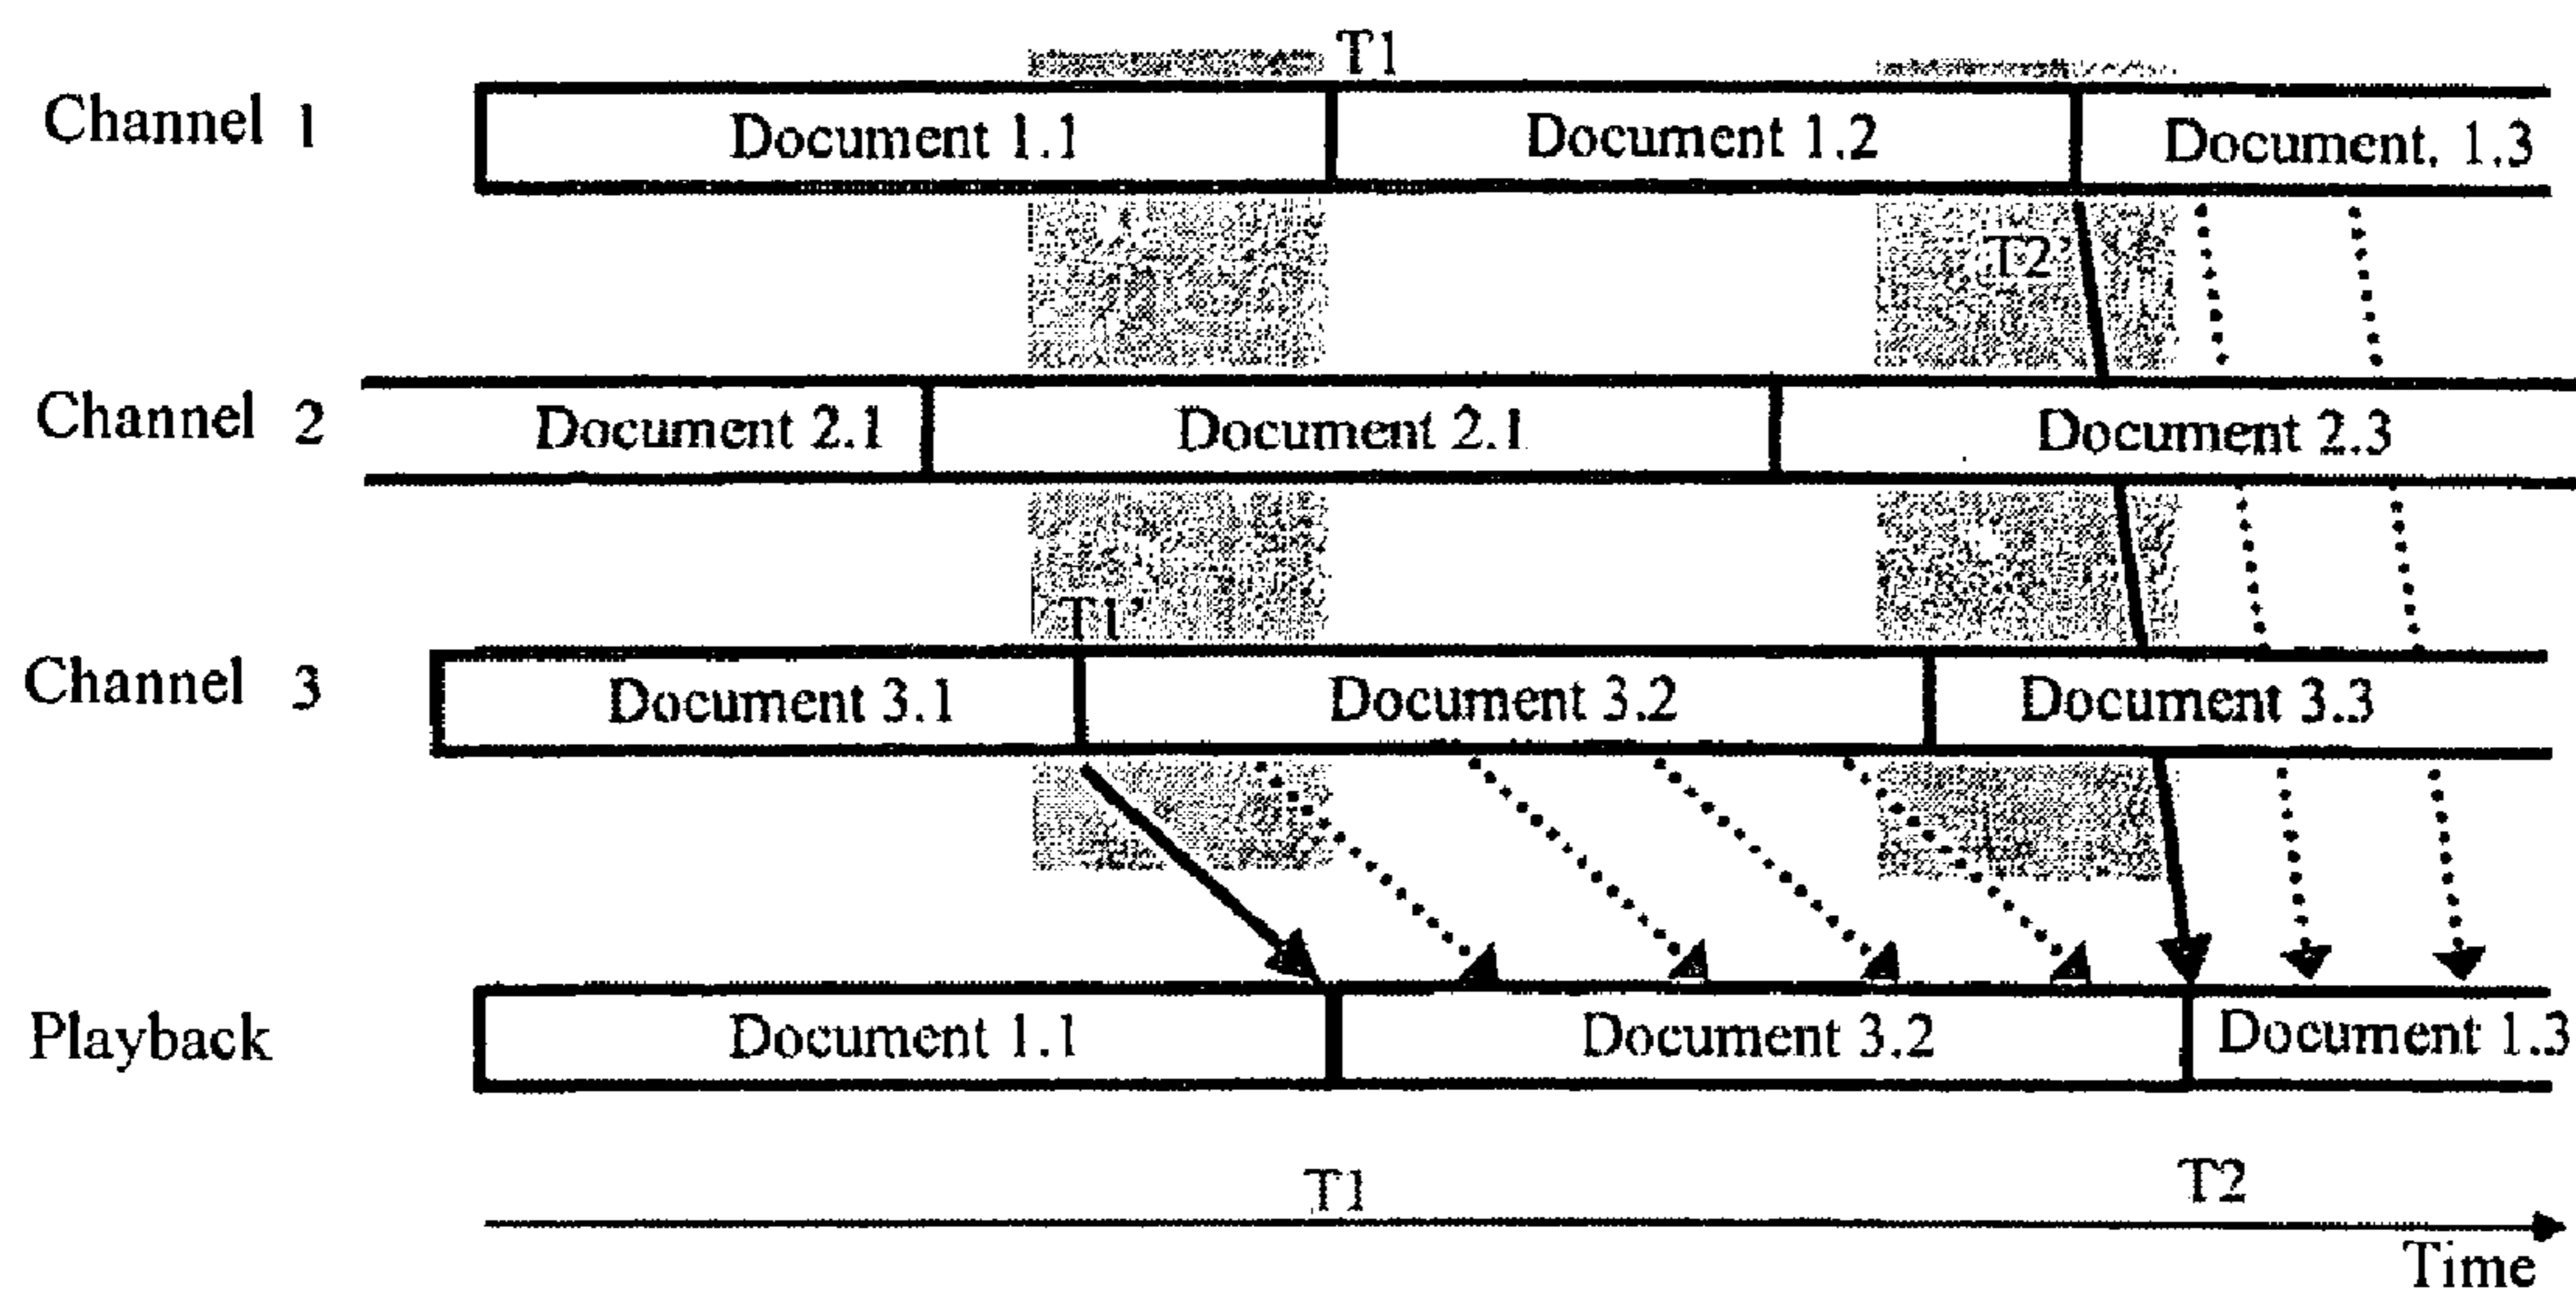 T1
Channel 1 Document 1.1 Document 1.2 Document. 1.3
T2'
Channel 2 Document 2.1 Document 2.1 Document 2.3
T1'
Channel 3 Document 3.1 Document 3.2 Document 3.3
Playback Document 1.1 Document 3.2 Document 1.3
T1 T2
Time